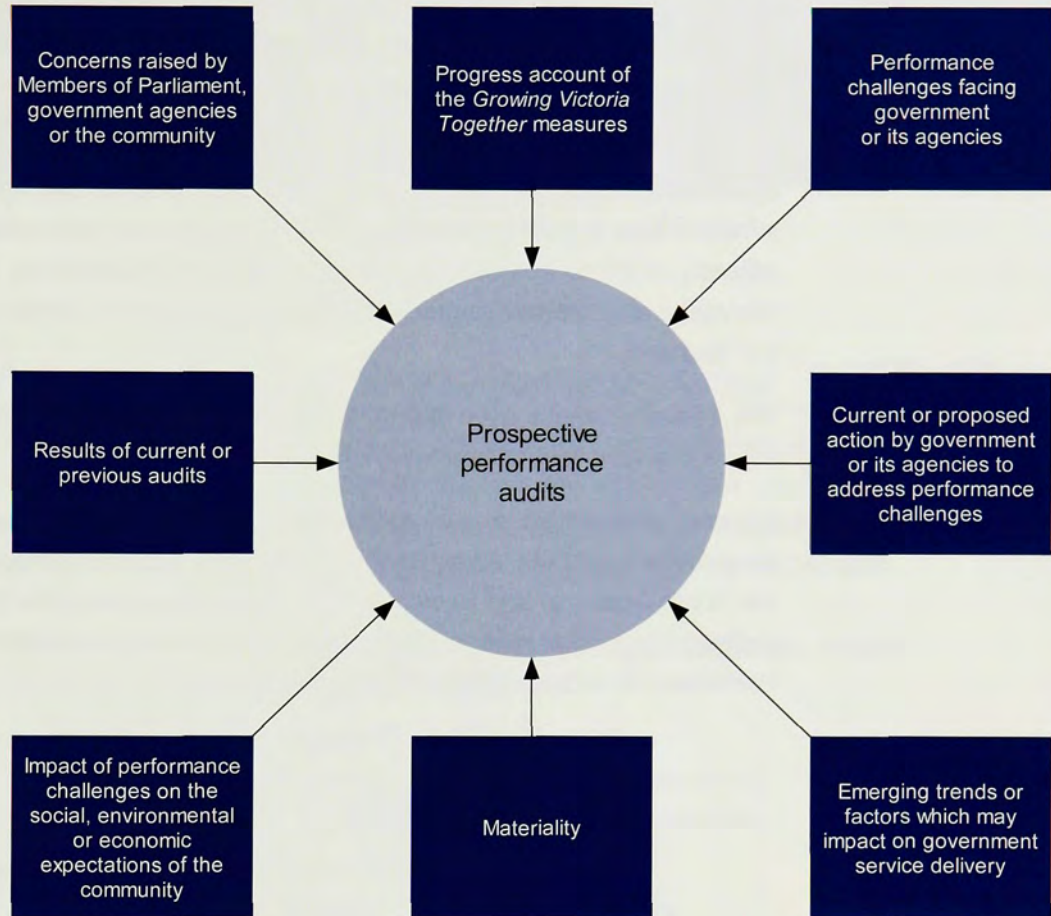 Concerns raised by
Members of Parliament,
government agencies
or the community
Progress account of
the Growing Victoria
Together measures
Performance
challenges facing
government
or its agencies
Results of current or
previous audits
Prospective
performance
audits
Current or proposed
action by government
or its agencies to
address performance
challenges
Impact of performance
challenges on the
social, environmental
or economic
expectations of the
community
Materiality
Emerging trends or
factors which may
impact on government
service delivery